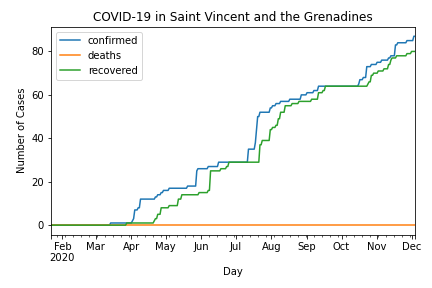 COVID-19 in Saint Vincent and the Grenadines
confirmed
deaths
recovered
Number of Cases
80
60
40
20
0
Feb Mar Apr May Jun Jul Aug Sep Oct Nov Dec
2020
Day